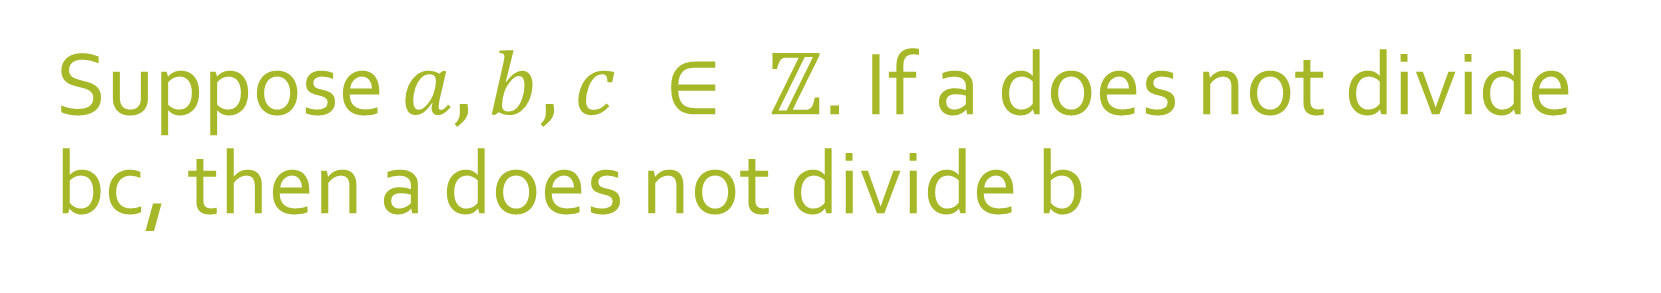 Suppose 𝑎, 𝑏, 𝑐 ∈ ℤ. If a does not divide
bc, then a does not divide b